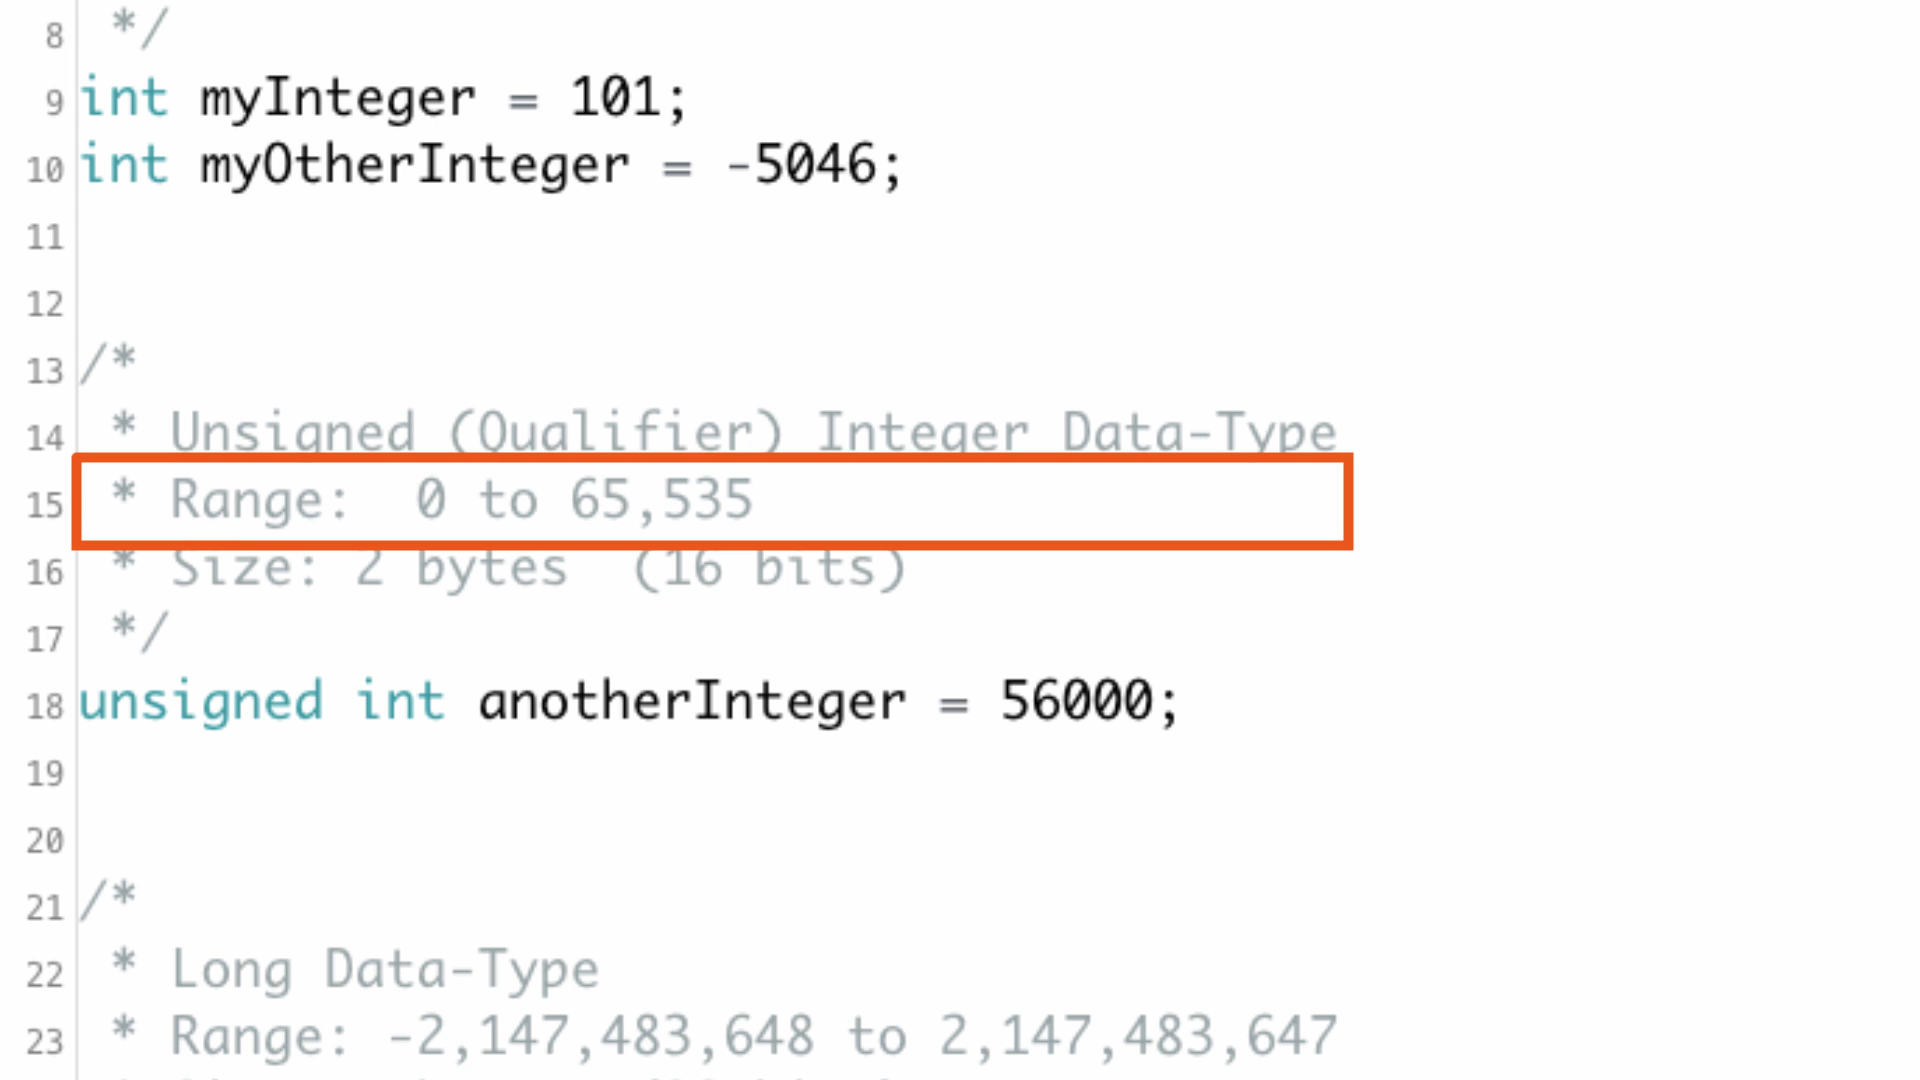 8 */
9 int myInteger = 101;
10 int myOtherInteger = -5046;
11
12
13 /*
14 * Unsigned (Qualifier) Integer Data-Type
15 * Range:  0 to 65,535
16 * Size: 2 bytes  (16 bits)
17 */
18 unsigned int anotherInteger = 56000;
19
20
21 /*
22 * Long Data-Type
23 * Range: -2,147,483,648 to 2,147,483,647